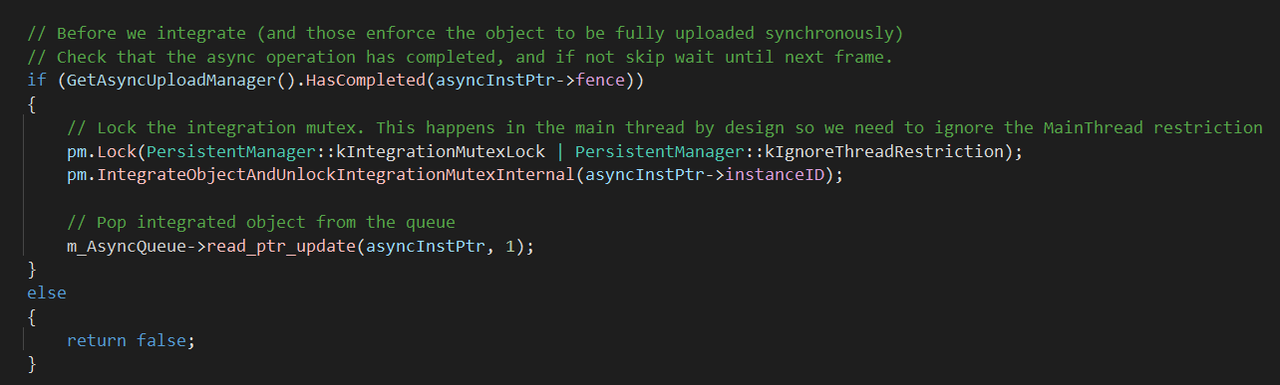 // Before we integrate (and those enforce the object to be fully uploaded synchronously)
// Check that the async operation has completed, and if not skip wait until next frame.
if (GetAsyncUploadManager().HasCompleted(asyncInstPtr->fence))
{
// Lock the integration mutex. This happens in the main thread by design so we need to ignore the MainThread restriction
pm.Lock(PersistentManager::kIntegrationMutexLock | PersistentManager::kIgnoreThreadRestriction);
pm.IntegrateObjectAndUnlockIntegrationMutexInternal(asyncInstPtr->instanceID);
// Pop integrated object from the queue
m_AsyncQueue->read_ptr_update(asyncInstPtr, 1);
}
else
{
return false;
}